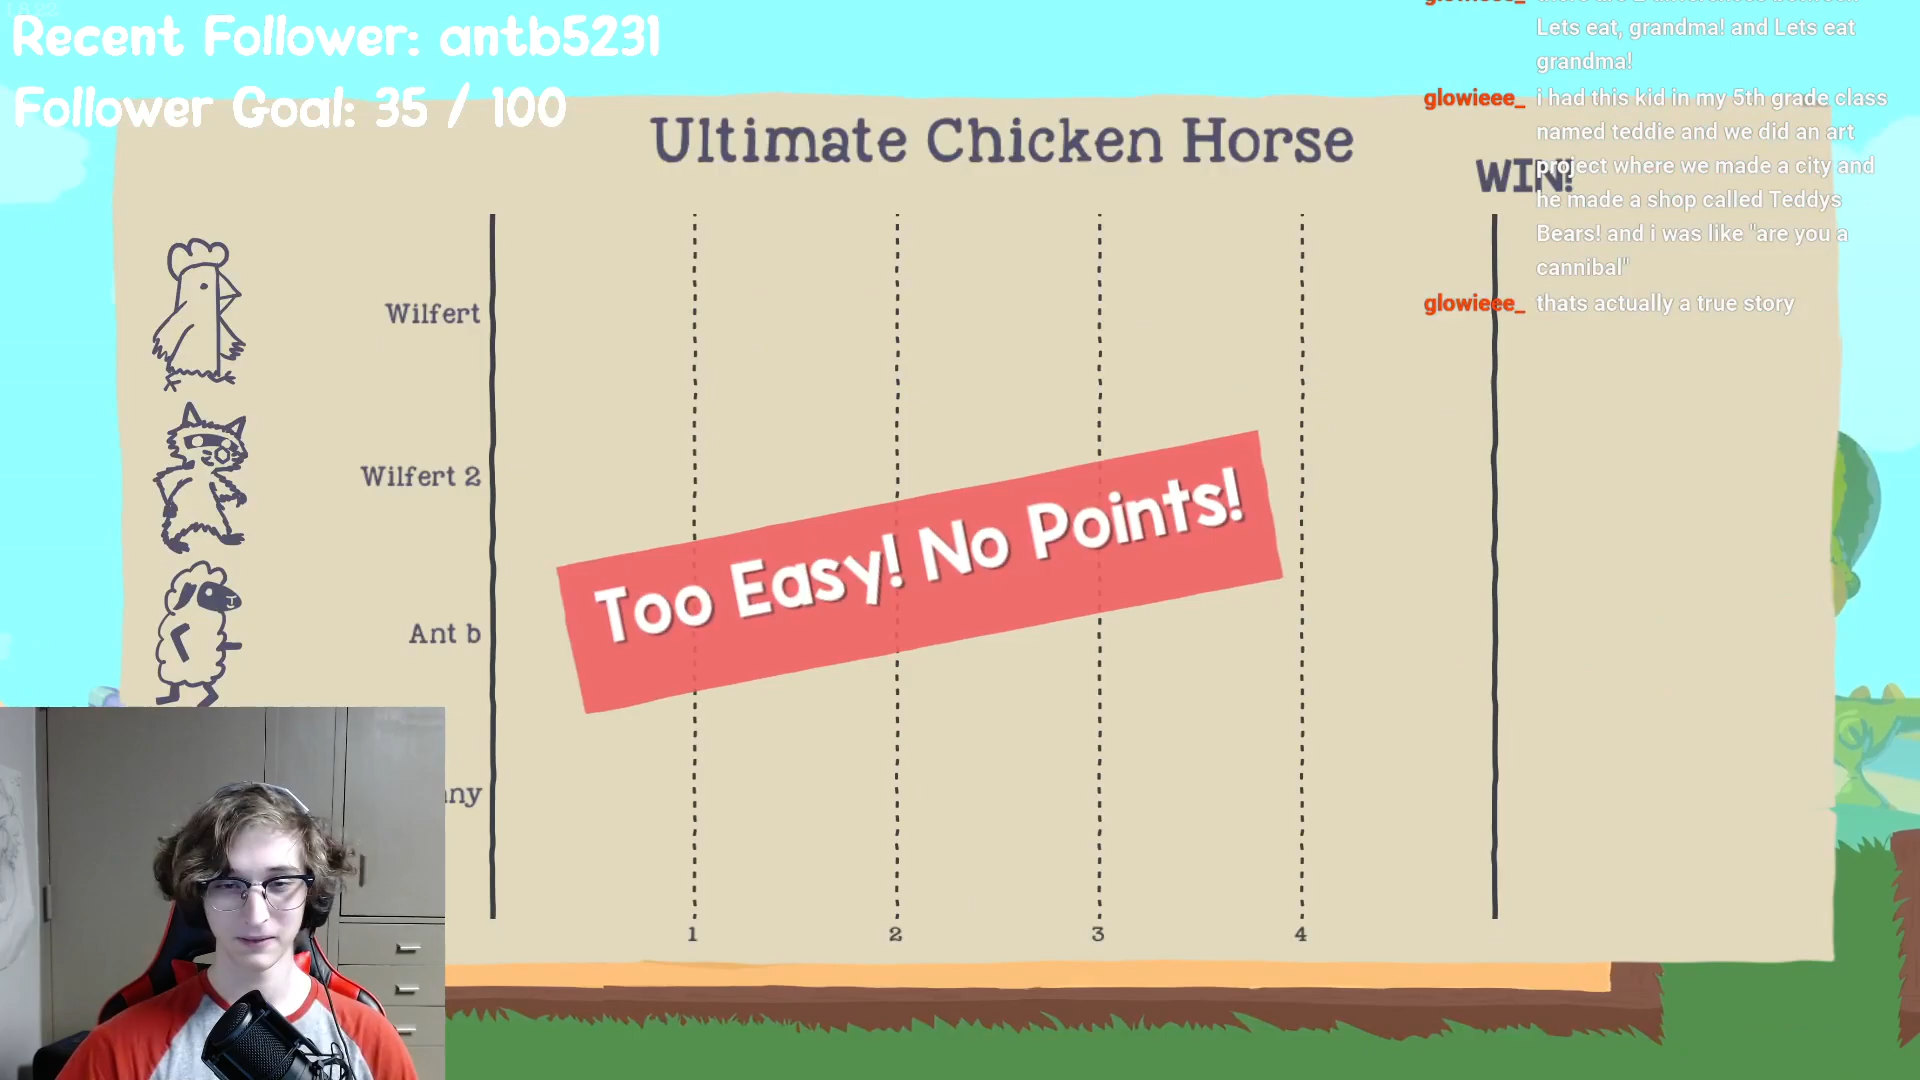 Recent Follower: antb5231
Follower Goal: 35 / 100
Ultimate Chicken Horse
WIN!
Wilfert
Wilfert 2
Ant b
Too Easy! No Points!
1 2 3 4
glowieee_
Lets eat, grandma! and Lets eat
grandma!
glowieee_ i had this kid in my 5th grade class
named teddie and we did an art
project where we made a city and
he made a shop called Teddys
Bears! and i was like "are you a
cannibal"
glowieee_ thats actually a true story